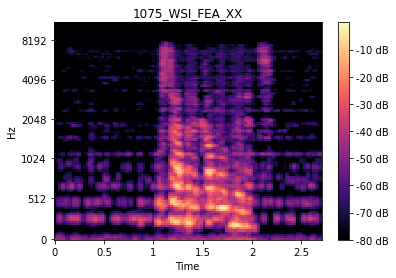 1075_WSI_FEA_XX
8192
4096
2048
1024
512
0
Hz
0
0.5
1
1.5
2
2.5
Time
-10 dB
-20 dB
-30 dB
-40 dB
-50 dB
-60 dB
-70 dB
-80 dB